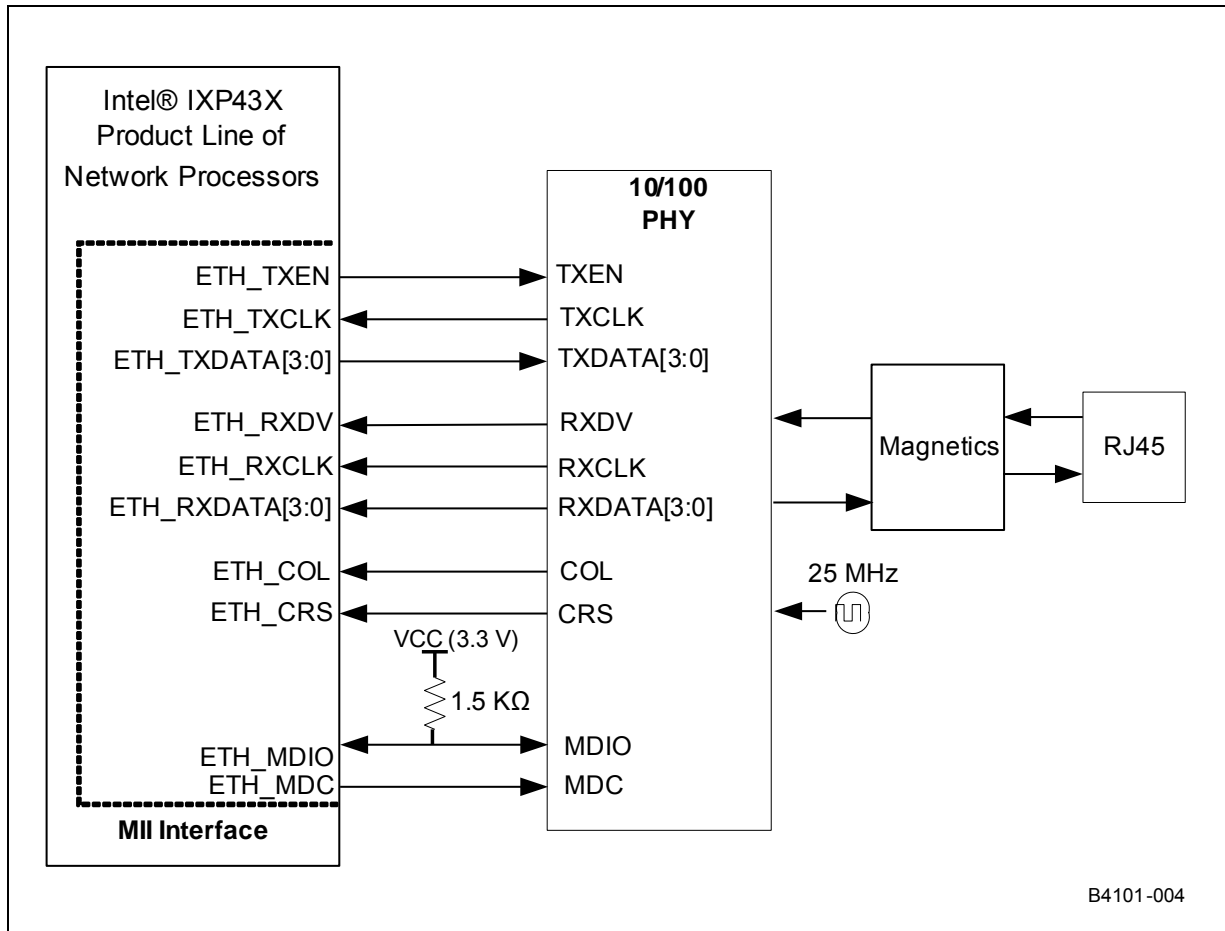 Intel® IXP43X
Product Line of
Network Processors
ETH_TXEN
ETH_TXCLK
ETH_TXDATA[3:0]
ETH_RXDV
ETH_RXCLK
ETH_RXDATA[3:0]
ETH_COL
ETH_CRS
ETH_MDIO
ETH_MDC
MII Interface
VCC (3.3 V)
1.5 KΩ
10/100
PHY
TXEN
TXCLK
TXDATA[3:0]
RXDV
RXCLK
RXDATA[3:0]
COL
CRS
MDIO
MDC
Magnetics
RJ45
25 MHz
B4101-004